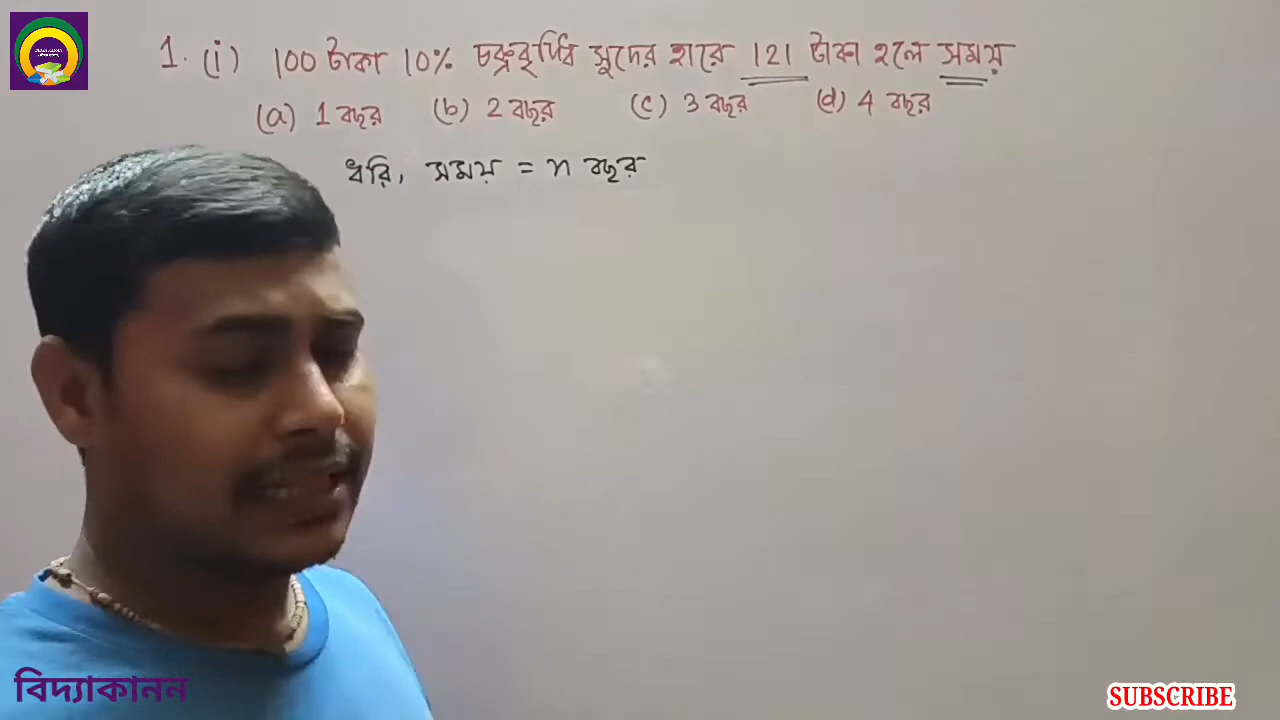 1. (i) 100 টাকা 10% চক্রবৃদ্ধি সুদের হারে 121 টাকা হলে সময়
(a) 1 বছর (b) 2 বছর (c) 3 বছর (d) 4 বছর
ধরি, সময় = n বছর
বিদ্যাকানন
SUBSCRIBE